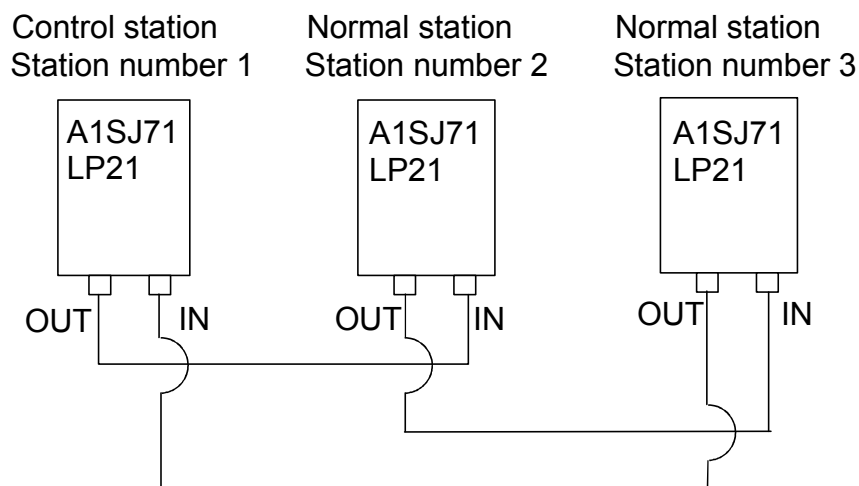 Control station
Station number 1
Normal station
Station number 2
Normal station
Station number 3
A1SJ71
LP21
A1SJ71
LP21
A1SJ71
LP21
OUT
IN
OUT
IN
OUT
IN